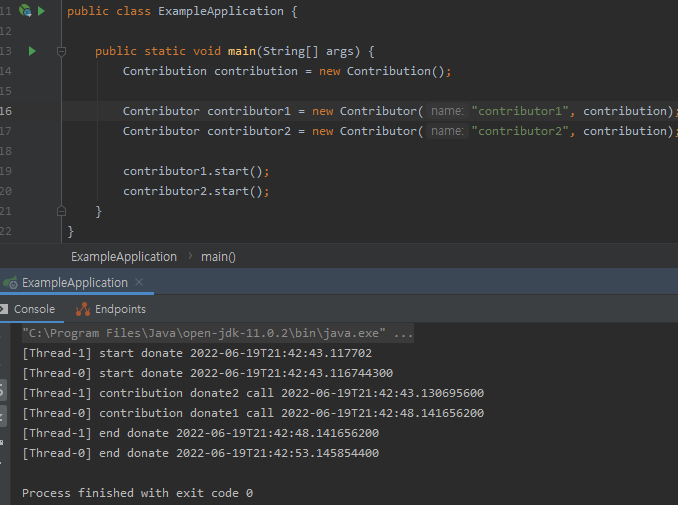 11 public class ExampleApplication {
12
13 public static void main(String[] args) {
14 Contribution contribution = new Contribution();
15
16 Contributor contributor1 = new Contributor( name: "contributor1", contribution);
17 Contributor contributor2 = new Contributor( name: "contributor2", contribution);
18
19 contributor1.start();
20 contributor2.start();
21 }
22 }
ExampleApplication › main()
ExampleApplication ×
Console Endpoints
"C:\Program Files\Java\open-jdk-11.0.2\bin\java.exe" ...
[Thread-1] start donate 2022-06-19T21:42:43.117702
[Thread-0] start donate 2022-06-19T21:42:43.116744300
[Thread-1] contribution donate2 call 2022-06-19T21:42:43.130695600
[Thread-0] contribution donate1 call 2022-06-19T21:42:48.141656200
[Thread-1] end donate 2022-06-19T21:42:48.141656200
[Thread-0] end donate 2022-06-19T21:42:53.145854400
Process finished with exit code 0